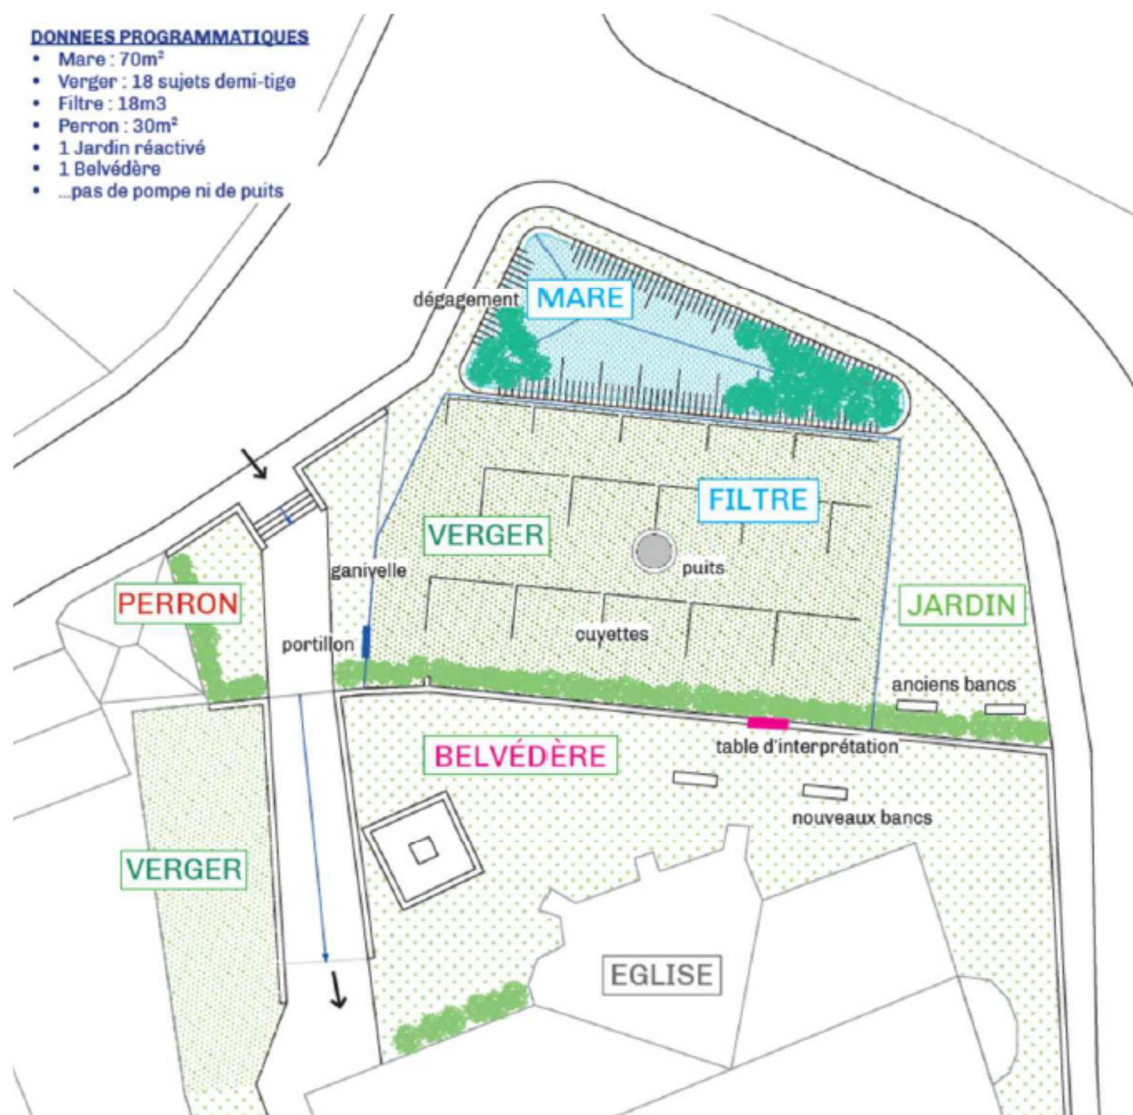 DONNEES PROGRAMMATIQUES
• Mare : 70m²
• Verger : 18 sujets demi-tige
• Filtre : 18m3
• Perron : 30m²
• 1 Jardin réactivé
• 1 Belvédère
• ...pas de pompe ni de puits
dégagement
MARE
FILTRE
VERGER
ganivelle
puits
PERRON
JARDIN
portillon
cuyettes
anciens bancs
table d'interprétation
BELVÉDÈRE
nouveaux bancs
VERGER
EGLISE